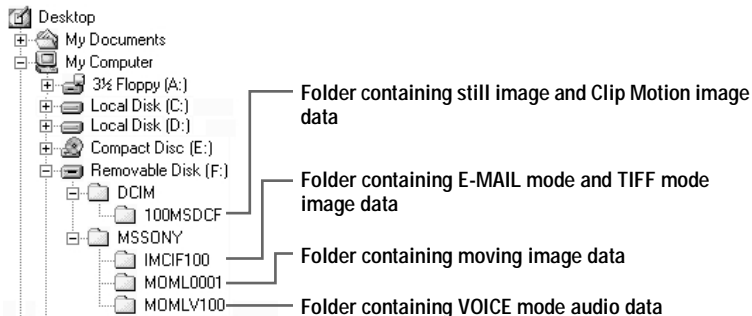 Desktop
My Documents
My Computer
3½ Floppy (A:)
Local Disk (C:)
Local Disk (D:)
Compact Disc (E:)
Removable Disk (F:)
DCIM
100MSDCF
MSSONY
IMCIF100
MOML0001
MOMLV100
Folder containing still image and Clip Motion image
data
Folder containing E-MAIL mode and TIFF mode
image data
Folder containing moving image data
Folder containing VOICE mode audio data